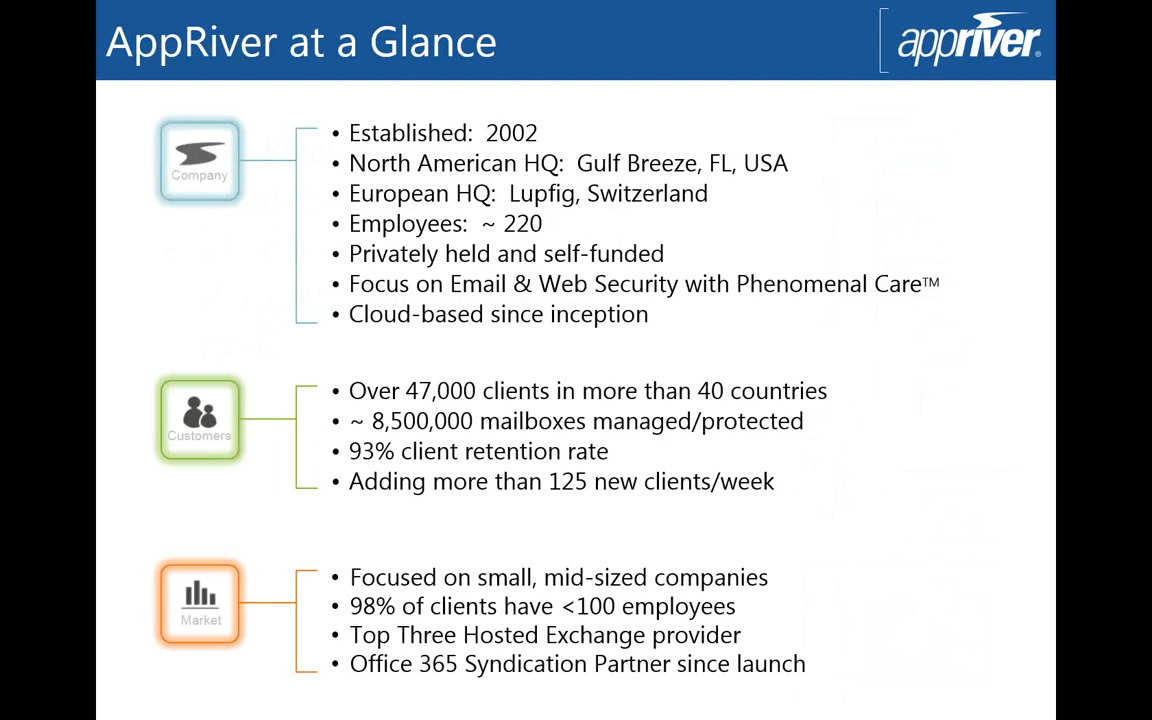 AppRiver at a Glance
appriver®
Company
• Established: 2002
• North American HQ: Gulf Breeze, FL, USA
• European HQ: Lupfig, Switzerland
• Employees: ~ 220
• Privately held and self-funded
• Focus on Email & Web Security with Phenomenal Care™
• Cloud-based since inception
Customers
• Over 47,000 clients in more than 40 countries
• ~ 8,500,000 mailboxes managed/protected
• 93% client retention rate
• Adding more than 125 new clients/week
Market
• Focused on small, mid-sized companies
• 98% of clients have <100 employees
• Top Three Hosted Exchange provider
• Office 365 Syndication Partner since launch